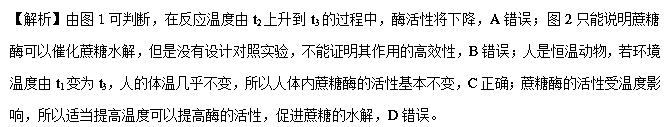 【解析】由图 1 可判断，在反应温度由 t₂上升到 t₃的过程中，酶活性将下降，A 错误；图 2 只能说明蔗糖
酶可以催化蔗糖水解，但是没有设计对照实验，不能证明其作用的高效性，B 错误；人是恒温动物，若环境
温度由 t₁变为 t₃，人的体温几乎不变，所以人体内蔗糖酶的活性基本不变，C 正确；蔗糖酶的活性受温度影
响，所以适当提高温度可以提高酶的活性，促进蔗糖的水解，D 错误。